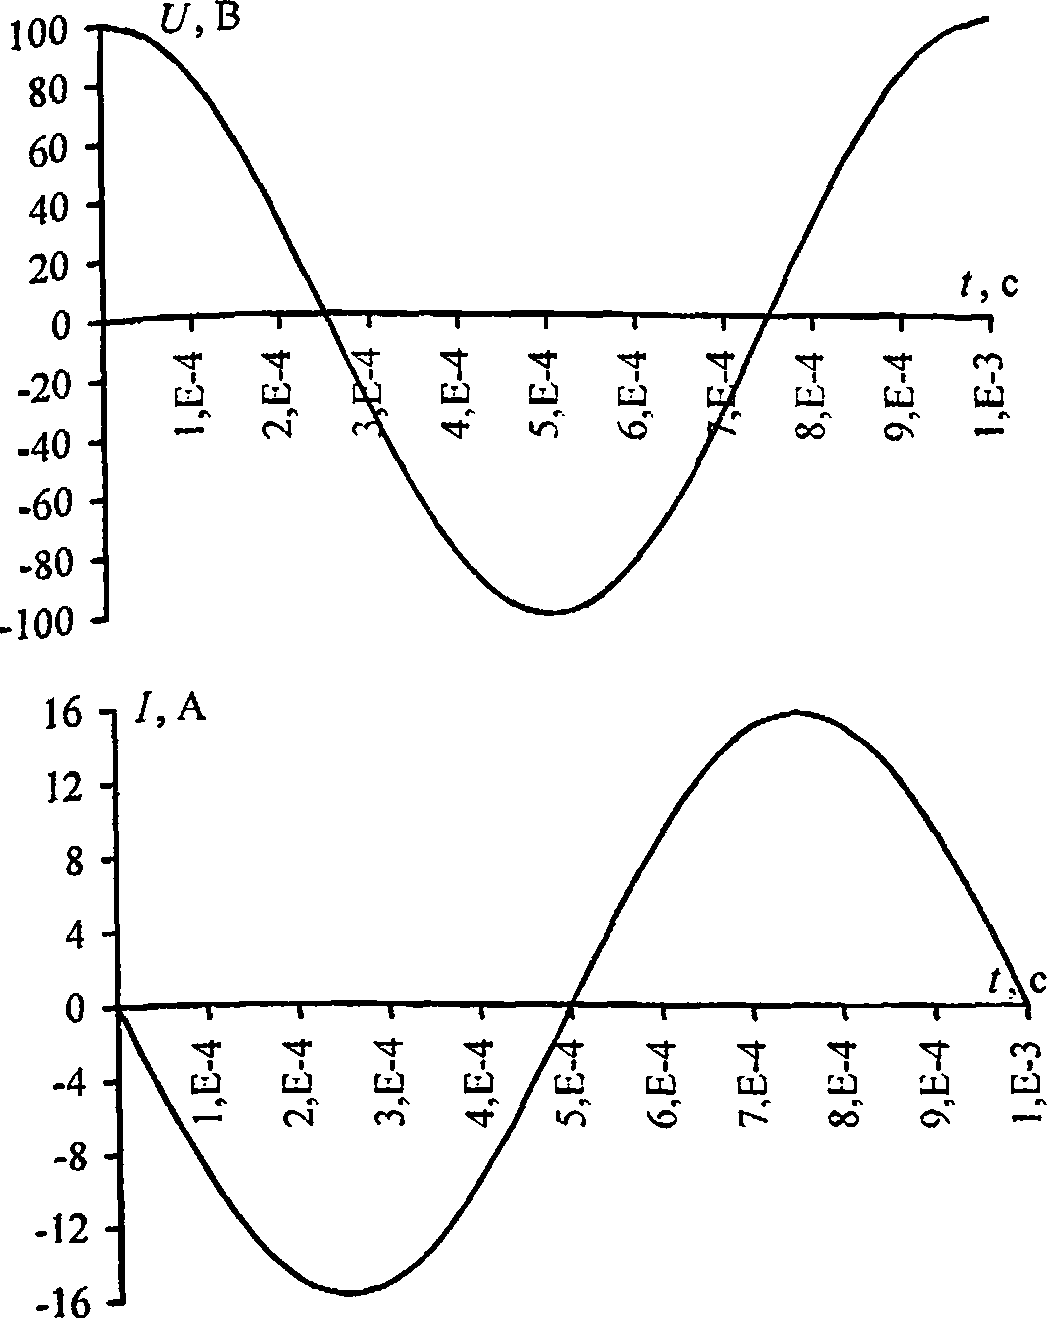 U, В
100
80
60
40
20
0
-20
-40
-60
-80
-100
t, с
1,E-4
2,E-4
3,E-4
4,E-4
5,E-4
6,E-4
7,E-4
8,E-4
9,E-4
1,E-3
I, А
16
12
8
4
0
-4
-8
-12
-16
t, с
1,E-4
2,E-4
3,E-4
4,E-4
5,E-4
6,E-4
7,E-4
8,E-4
9,E-4
1,E-3